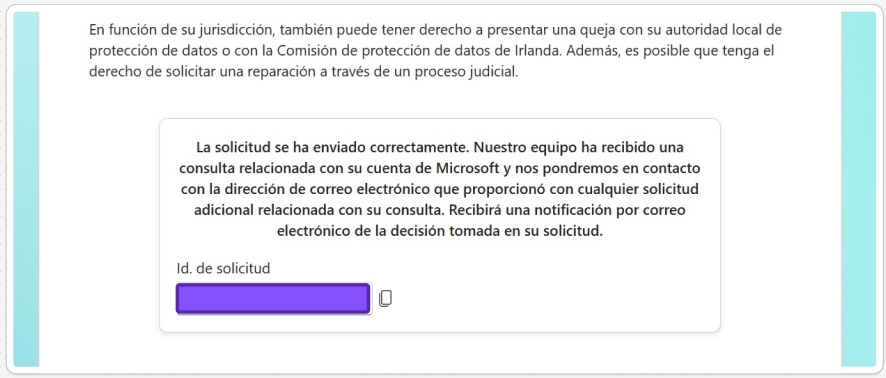 En función de su jurisdicción, también puede tener derecho a presentar una queja con su autoridad local de
protección de datos o con la Comisión de protección de datos de Irlanda. Además, es posible que tenga el
derecho de solicitar una reparación a través de un proceso judicial.
La solicitud se ha enviado correctamente. Nuestro equipo ha recibido una
consulta relacionada con su cuenta de Microsoft y nos pondremos en contacto
con la dirección de correo electrónico que proporcionó con cualquier solicitud
adicional relacionada con su consulta. Recibirá una notificación por correo
electrónico de la decisión tomada en su solicitud.
Id. de solicitud